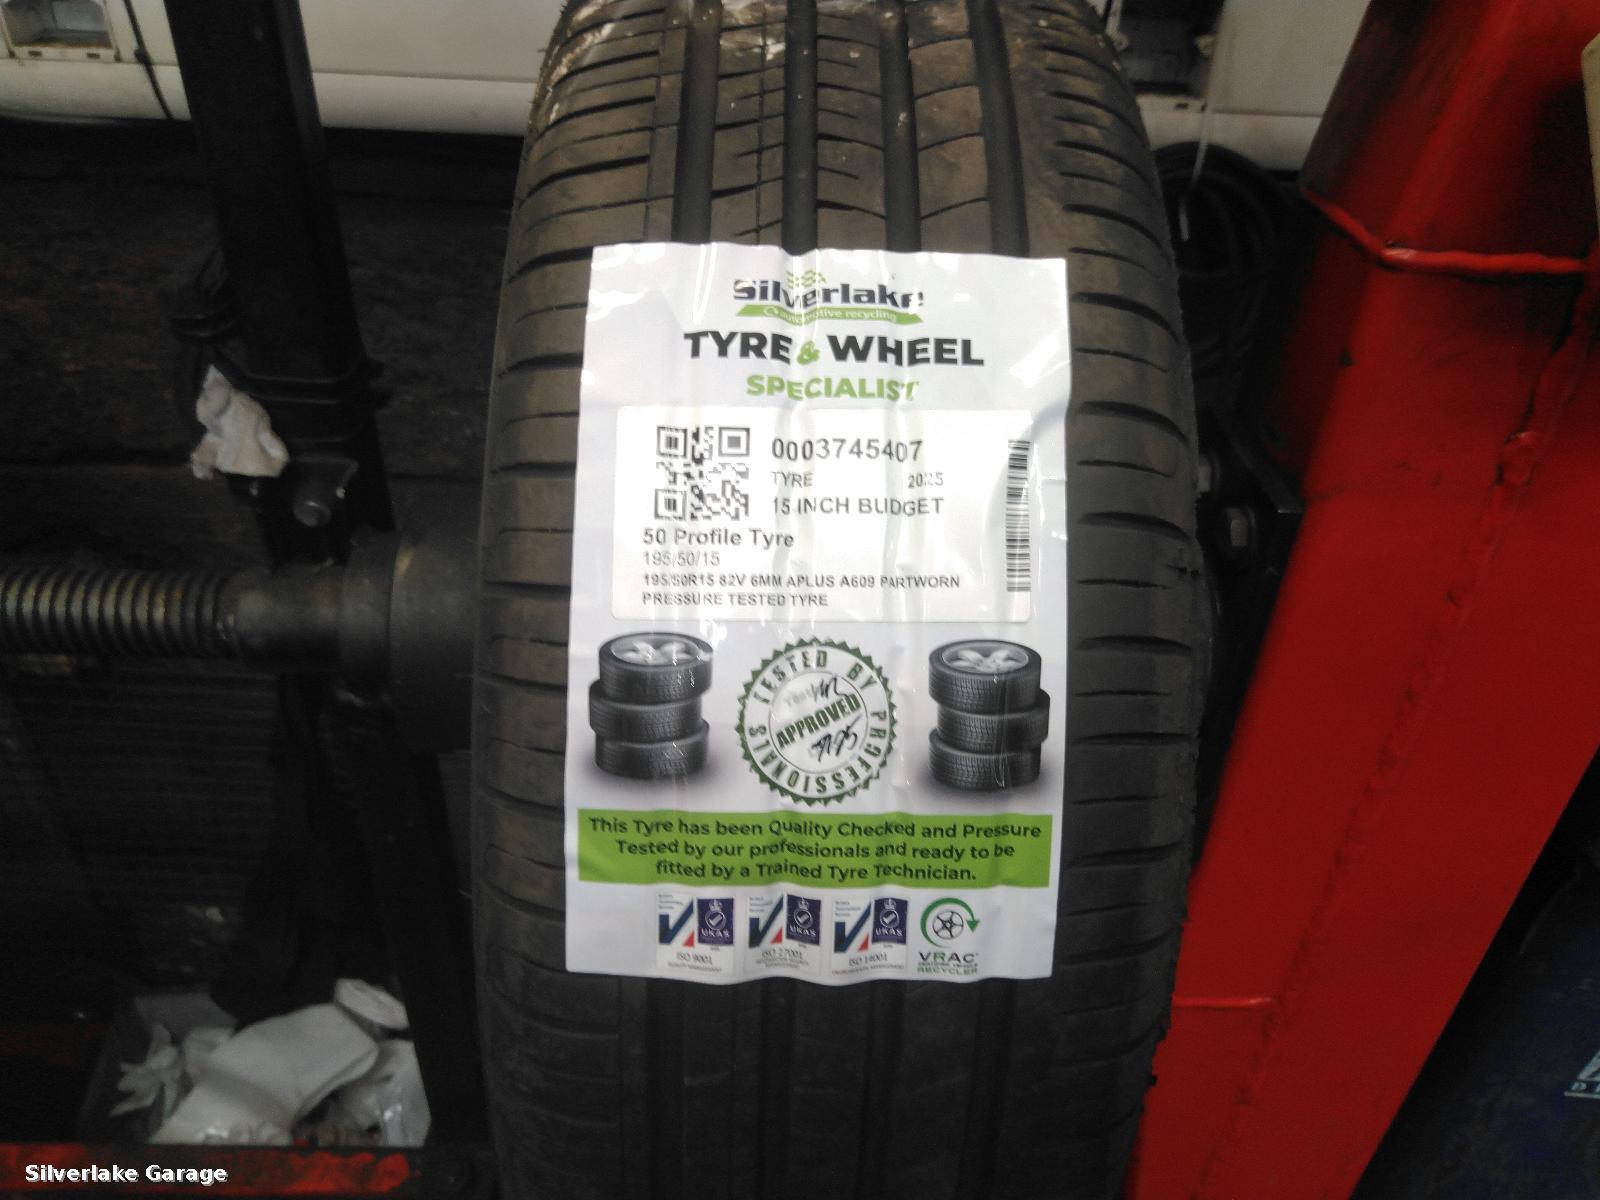 Silverlake
automotive recycling
TYRE & WHEEL
SPECIALIST
0003745407
TYRE 2025
15 INCH BUDGET
50 Profile Tyre
195/50/15
195/50R15 82V 6MM APLUS A609 PARTWORN
PRESSURE TESTED TYRE
TESTED BY PROFESSIONALS
APPROVED
This Tyre has been Quality Checked and Pressure
Tested by our professionals and ready to be
fitted by a Trained Tyre Technician.
UKAS UKAS UKAS
ISO 9001 ISO 27001 ISO 14001 VRAC
RECYCLER
Silverlake Garage